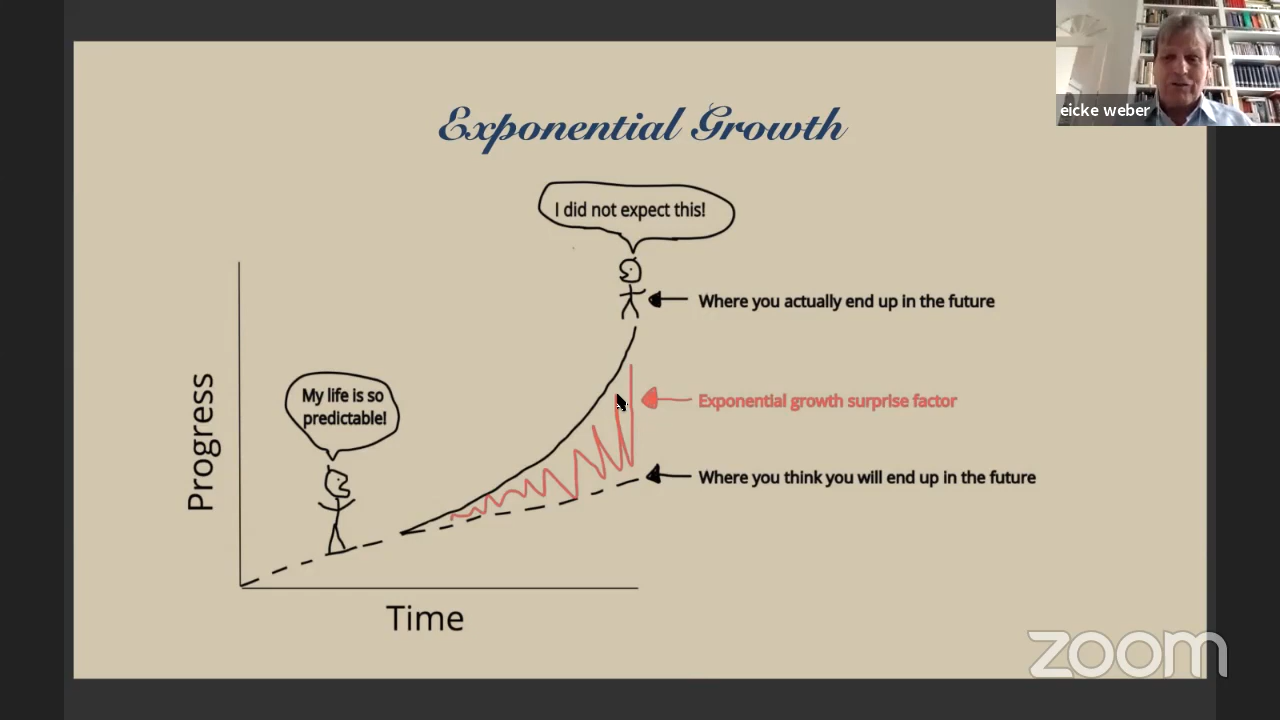 eicke weber
Exponential Growth
I did not expect this!
Where you actually end up in the future
My life is so
predictable!
Exponential growth surprise factor
Where you think you will end up in the future
Progress
Time
zoom